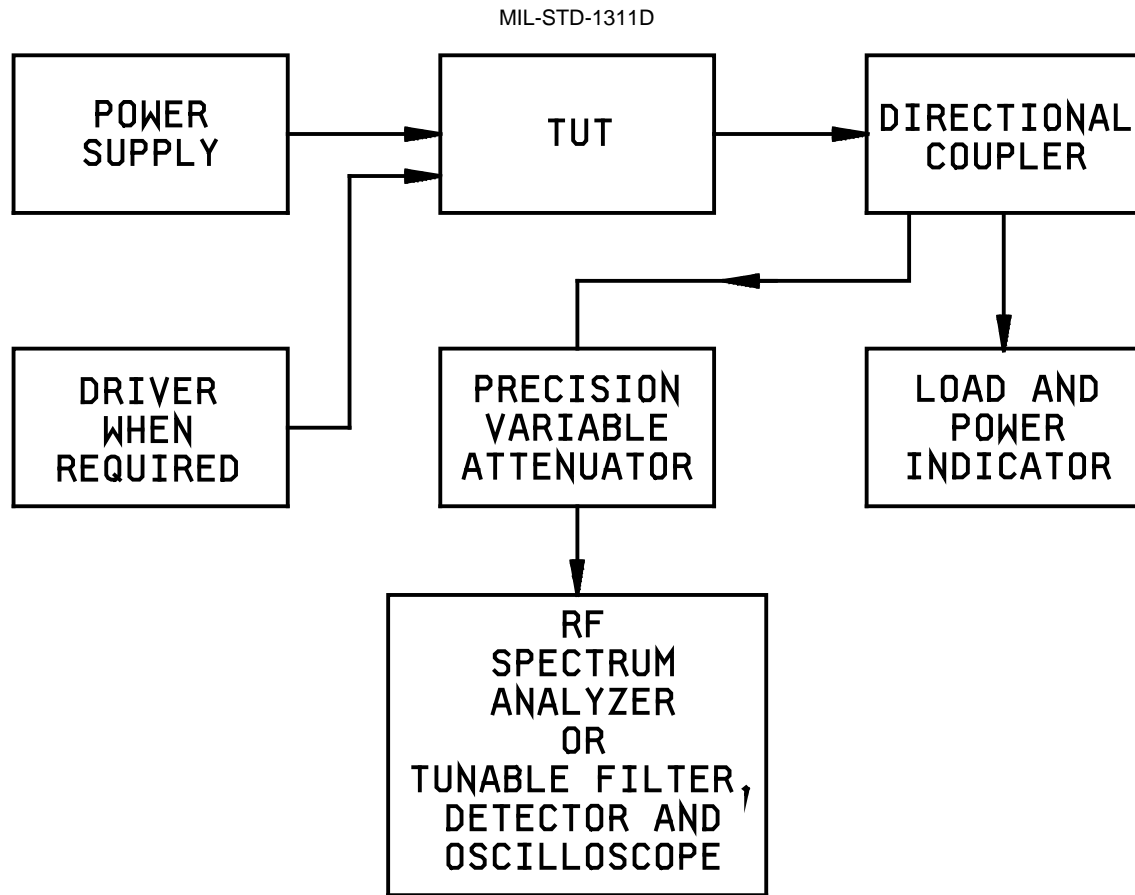 MIL-STD-1311D
POWER
SUPPLY
TUT
DIRECTIONAL
COUPLER
DRIVER
WHEN
REQUIRED
PRECISION
VARIABLE
ATTENUATOR
LOAD AND
POWER
INDICATOR
RF
SPECTRUM
ANALYZER
OR
TUNABLE FILTER,
DETECTOR AND
OSCILLOSCOPE